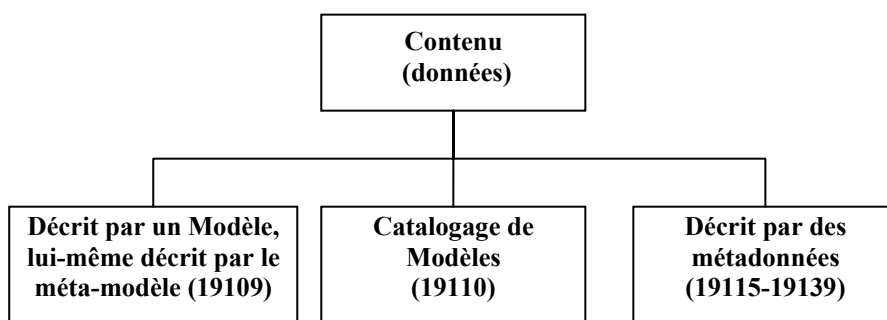 Contenu
(données)
Décrit par un Modèle,
lui-même décrit par le
méta-modèle (19109)
Catalogage de
Modèles
(19110)
Décrit par des
métadonnées
(19115-19139)